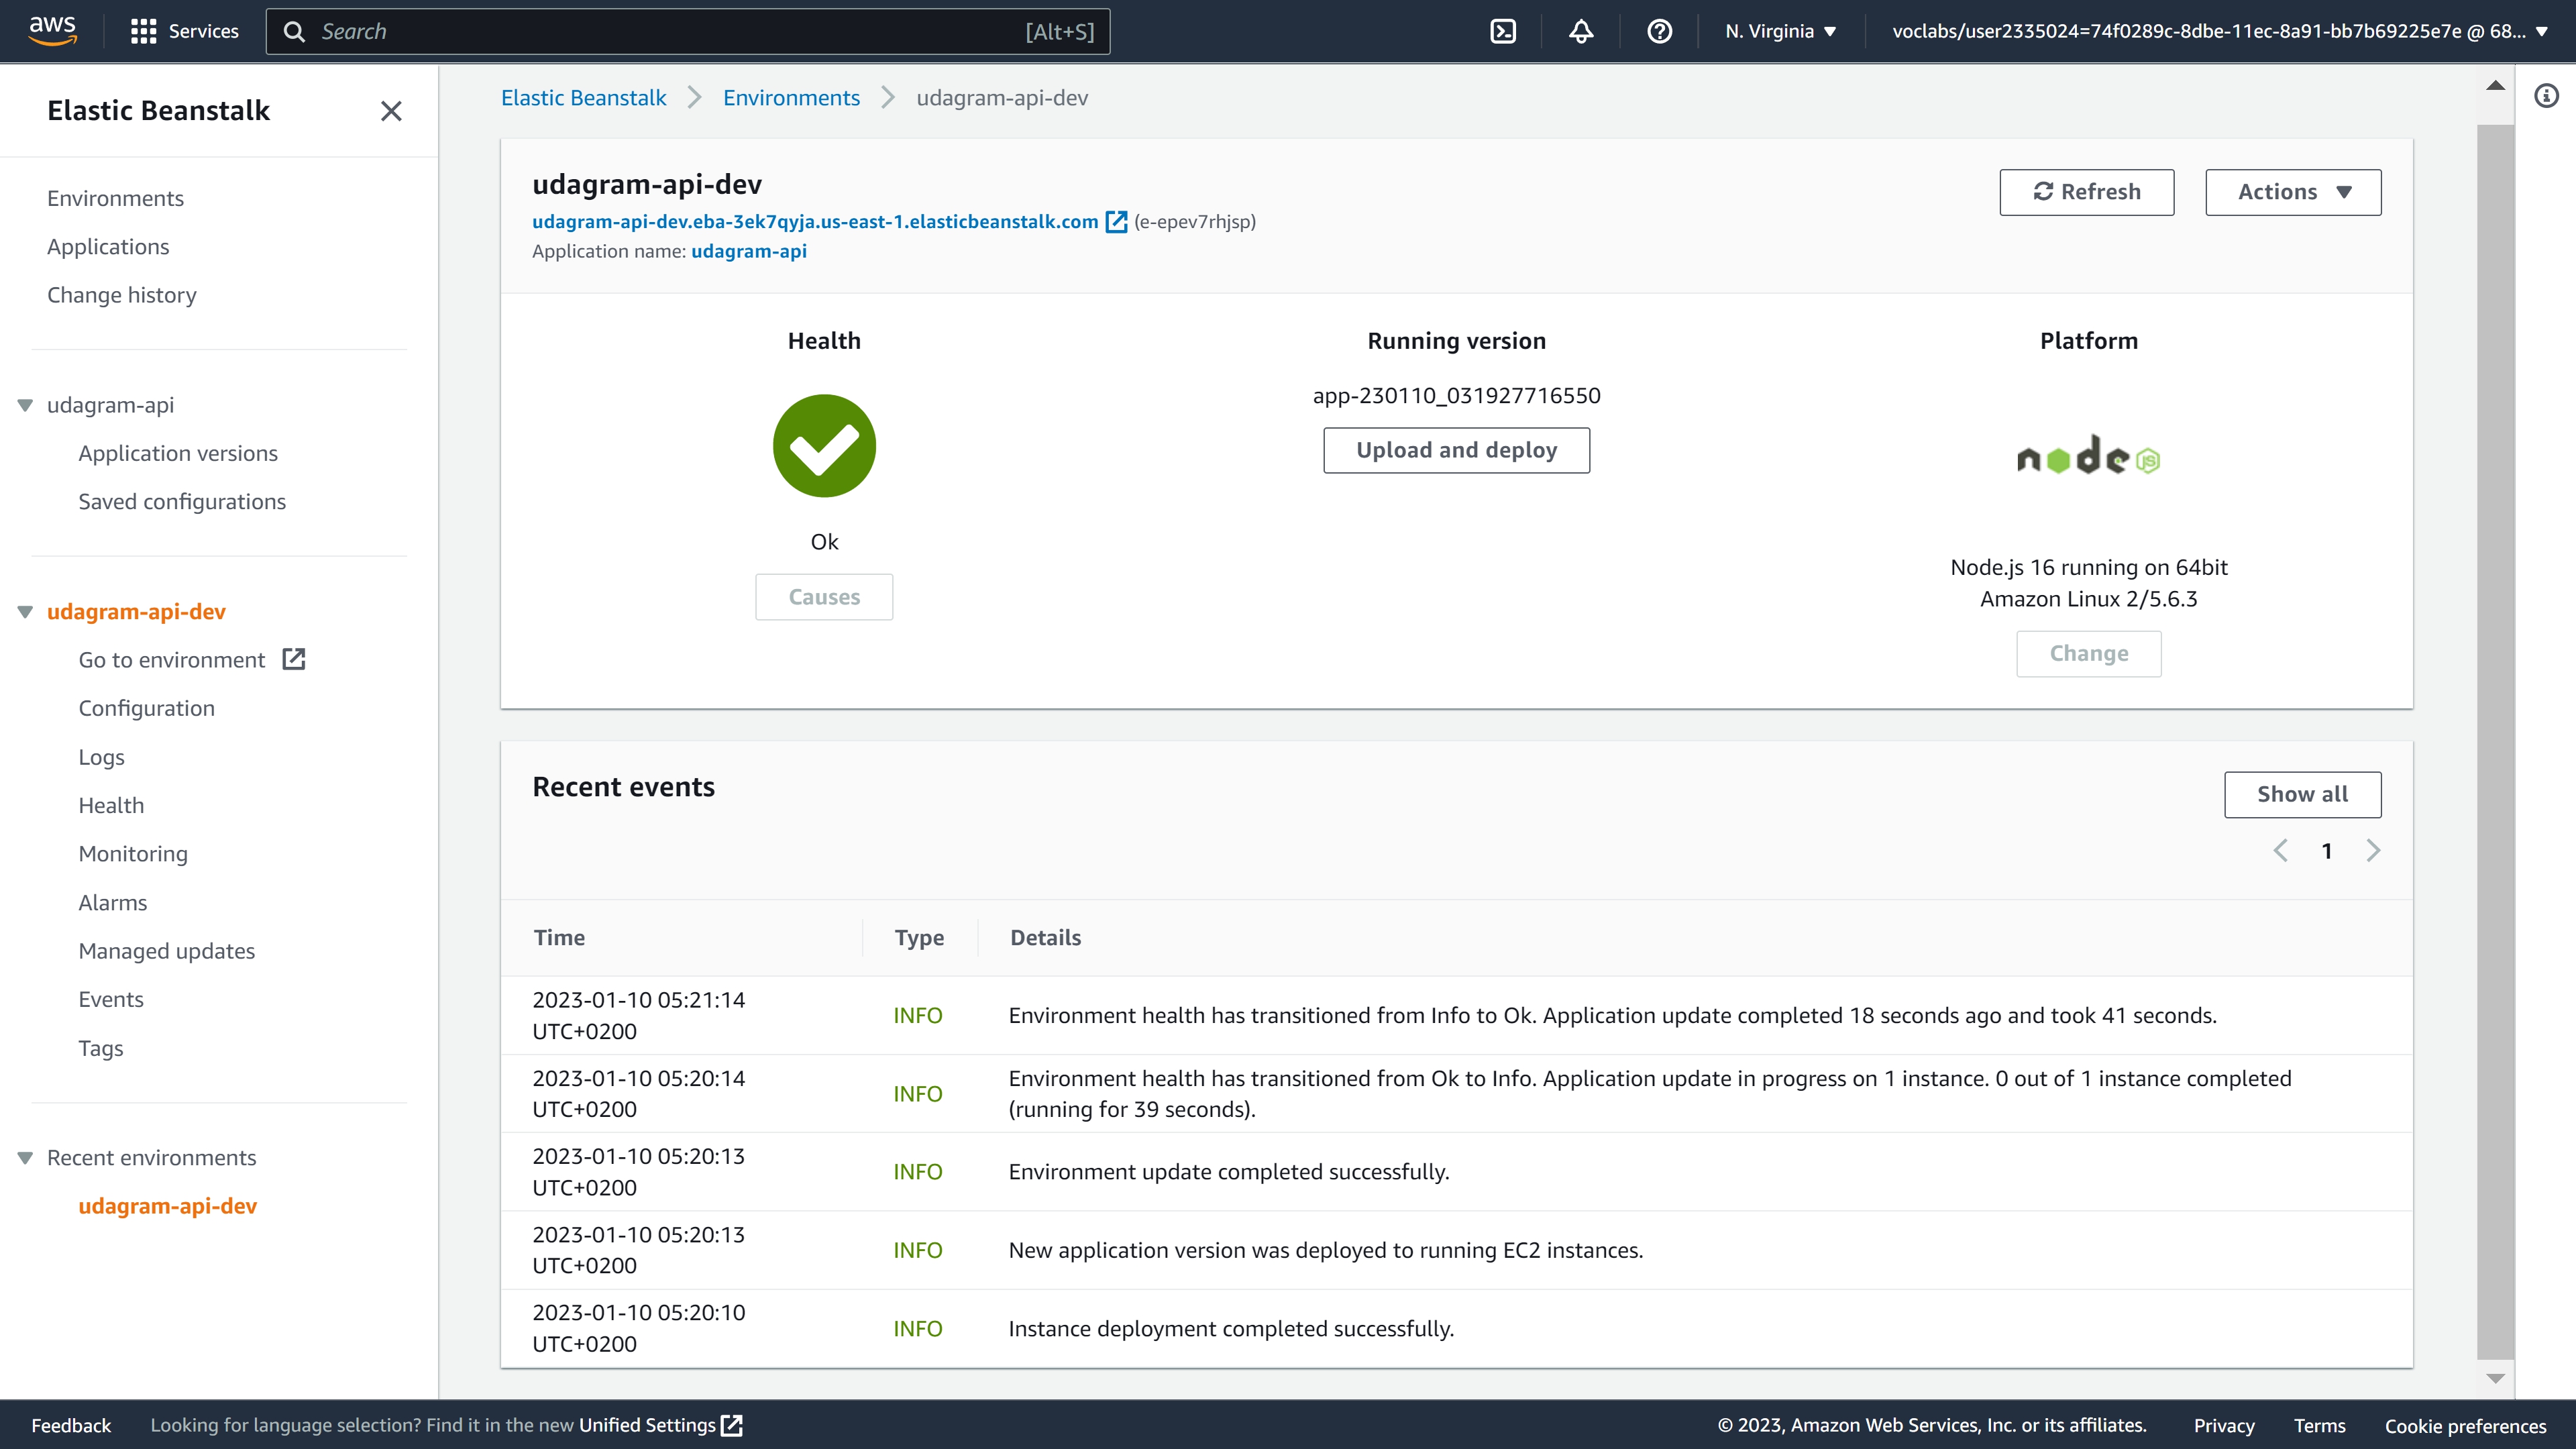 aws
Services
Search
[Alt+S]
N. Virginia
voclabs/user2335024=74f0289c-8dbe-11ec-8a91-bb7b69225e7e @ 68...
Elastic Beanstalk
Environments
Applications
Change history
udagram-api
Application versions
Saved configurations
udagram-api-dev
Go to environment
Configuration
Logs
Health
Monitoring
Alarms
Managed updates
Events
Tags
Recent environments
udagram-api-dev
Elastic Beanstalk
Environments
udagram-api-dev
udagram-api-dev
udagram-api-dev.eba-3ek7qyja.us-east-1.elasticbeanstalk.com (e-epev7rhjsp)
Application name: udagram-api
Refresh
Actions
Health
Ok
Causes
Running version
app-230110_031927716550
Upload and deploy
Platform
node JS
Node.js 16 running on 64bit
Amazon Linux 2/5.6.3
Change
Recent events
Show all
1
Time Type Details
2023-01-10 05:21:14
UTC+0200
INFO
Environment health has transitioned from Info to Ok. Application update completed 18 seconds ago and took 41 seconds.
2023-01-10 05:20:14
UTC+0200
INFO
Environment health has transitioned from Ok to Info. Application update in progress on 1 instance. 0 out of 1 instance completed
(running for 39 seconds).
2023-01-10 05:20:13
UTC+0200
INFO
Environment update completed successfully.
2023-01-10 05:20:13
UTC+0200
INFO
New application version was deployed to running EC2 instances.
2023-01-10 05:20:10
UTC+0200
INFO
Instance deployment completed successfully.
Feedback
Looking for language selection? Find it in the new Unified Settings
© 2023, Amazon Web Services, Inc. or its affiliates.
Privacy
Terms
Cookie preferences